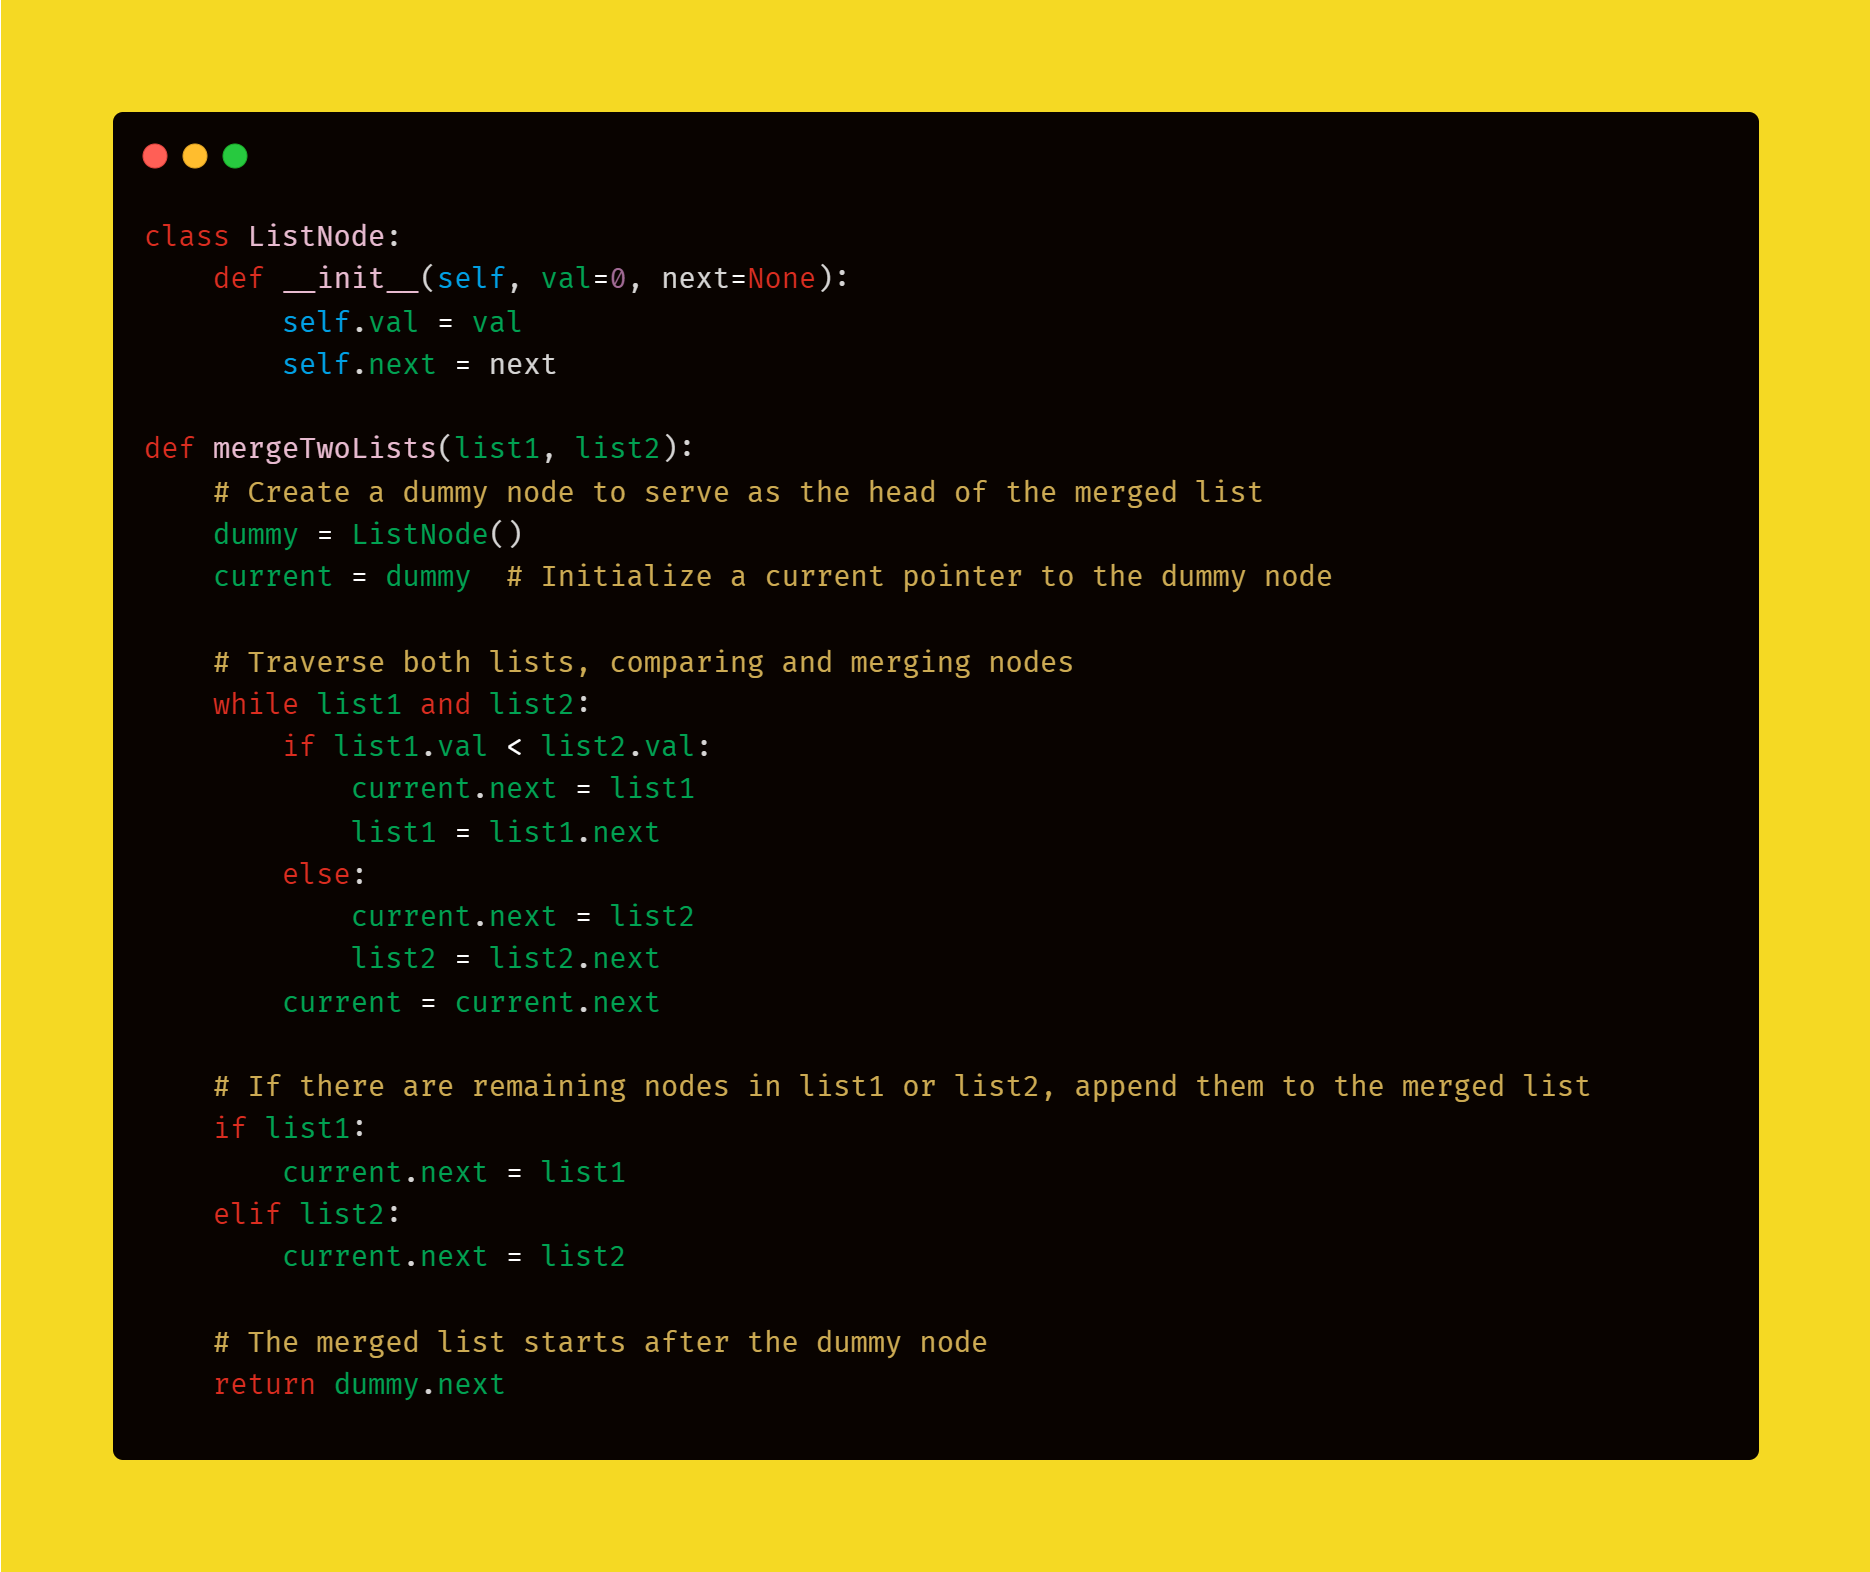 class ListNode:
    def __init__(self, val=0, next=None):
        self.val = val
        self.next = next

def mergeTwoLists(list1, list2):
    # Create a dummy node to serve as the head of the merged list
    dummy = ListNode()
    current = dummy  # Initialize a current pointer to the dummy node

    # Traverse both lists, comparing and merging nodes
    while list1 and list2:
        if list1.val < list2.val:
            current.next = list1
            list1 = list1.next
        else:
            current.next = list2
            list2 = list2.next
        current = current.next

    # If there are remaining nodes in list1 or list2, append them to the merged list
    if list1:
        current.next = list1
    elif list2:
        current.next = list2

    # The merged list starts after the dummy node
    return dummy.next